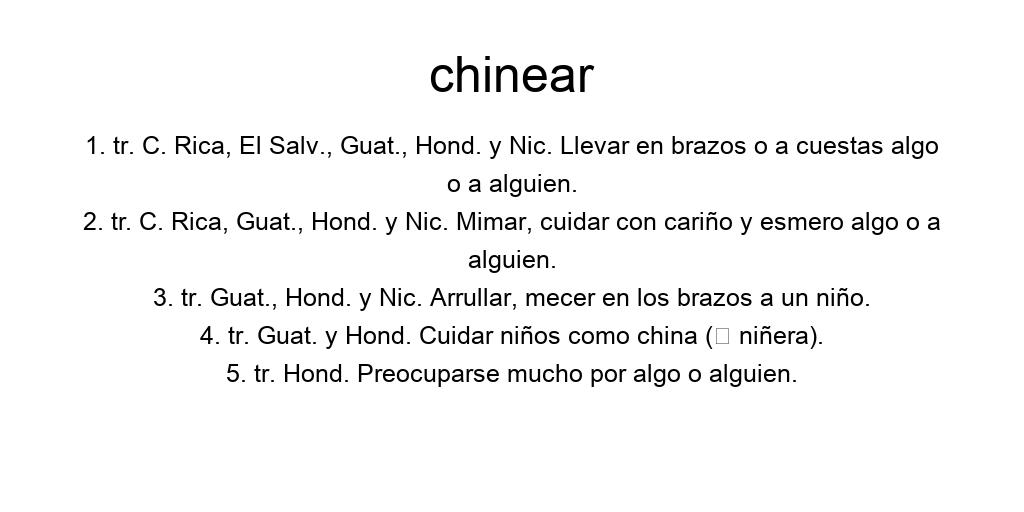 chinear
1. tr. C. Rica, El Salv., Guat., Hond. y Nic. Llevar en brazos o a cuestas algo
o a alguien.
2. tr. C. Rica, Guat., Hond. y Nic. Mimar, cuidar con cariño y esmero algo o a
alguien.
3. tr. Guat., Hond. y Nic. Arrullar, mecer en los brazos a un niño.
4. tr. Guat. y Hond. Cuidar niños como china (□ niñera).
5. tr. Hond. Preocuparse mucho por algo o alguien.